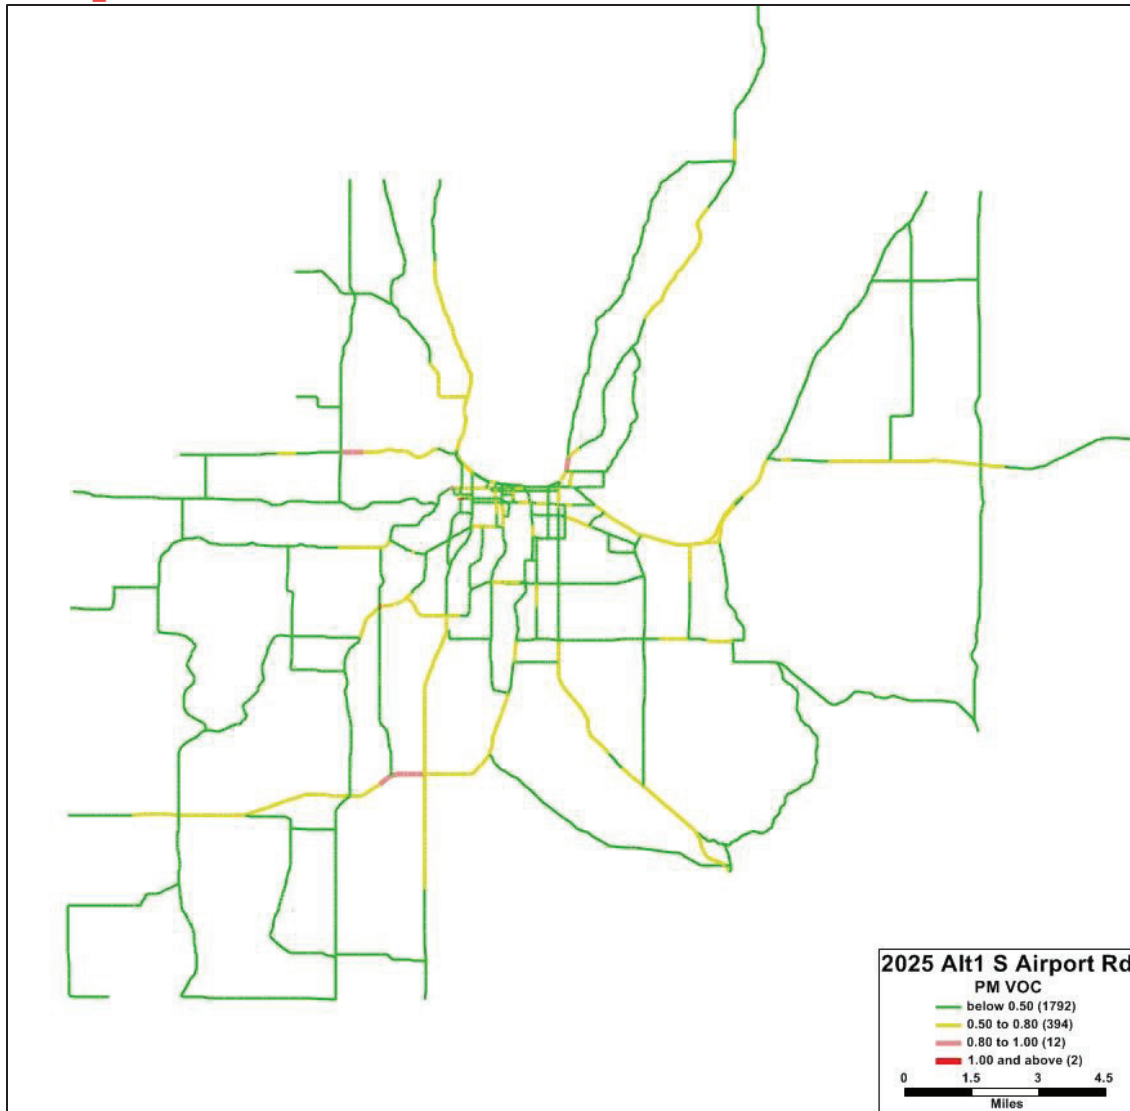 2025 Alt1 S Airport Rd
PM VOC
below 0.50 (1792)
0.50 to 0.80 (394)
0.80 to 1.00 (12)
1.00 and above (2)
0 1.5 3 4.5
Miles